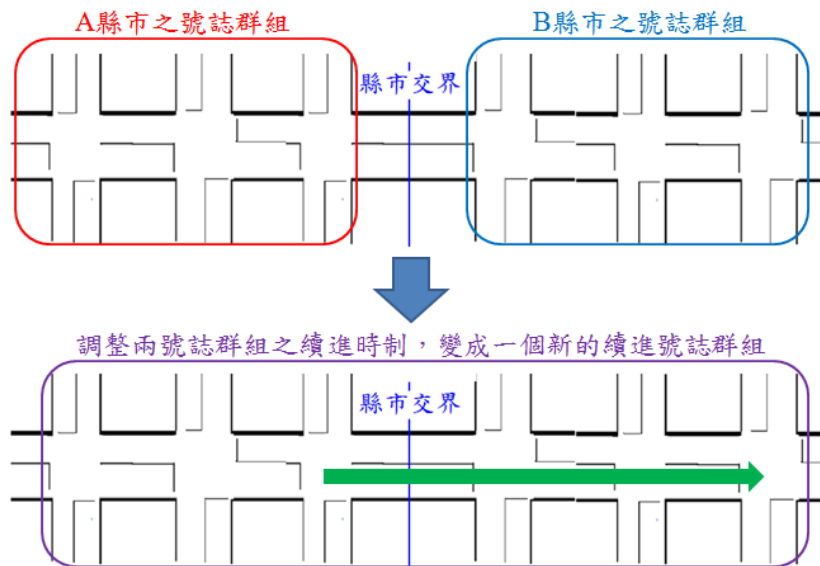 A縣市之號誌群組
B縣市之號誌群組
縣市交界
調整兩號誌群組之續進時制，變成一個新的續進號誌群組
縣市交界